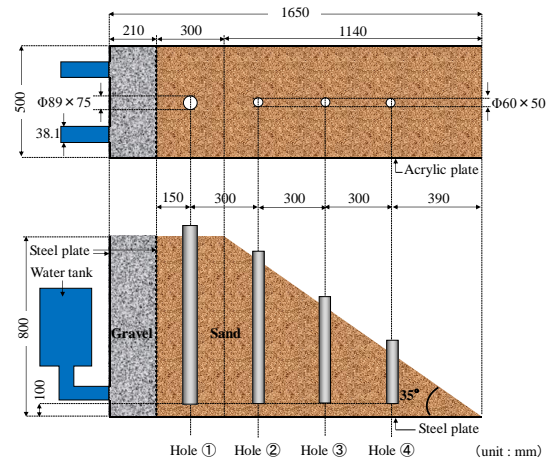 1650
210 300 1140
500
Φ89×75
38.1
Φ60×50
Acrylic plate
150 300 300 300 390
Steel plate
Water tank
800
100
Gravel
Sand
35°
Steel plate
Hole ① Hole ② Hole ③ Hole ④ (unit : mm)